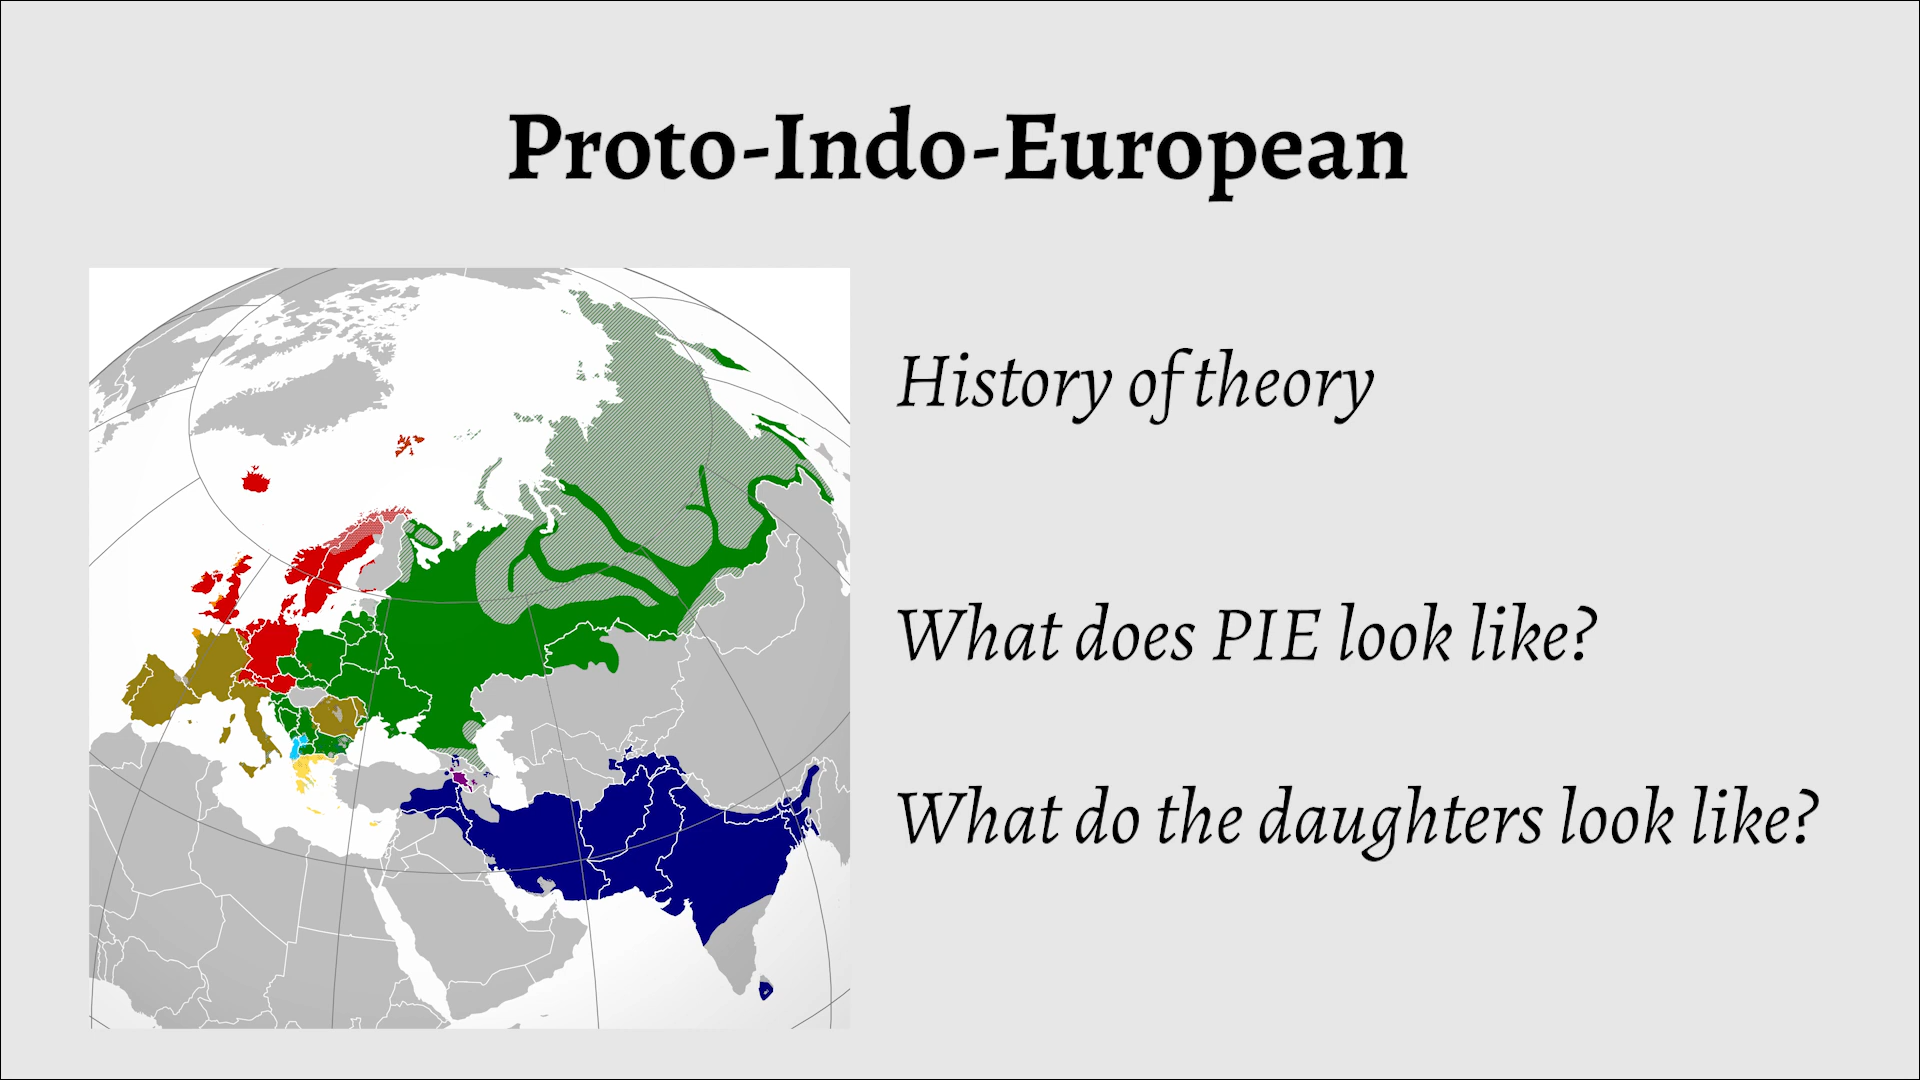 Proto-Indo-European
History of theory
What does PIE look like?
What do the daughters look like?